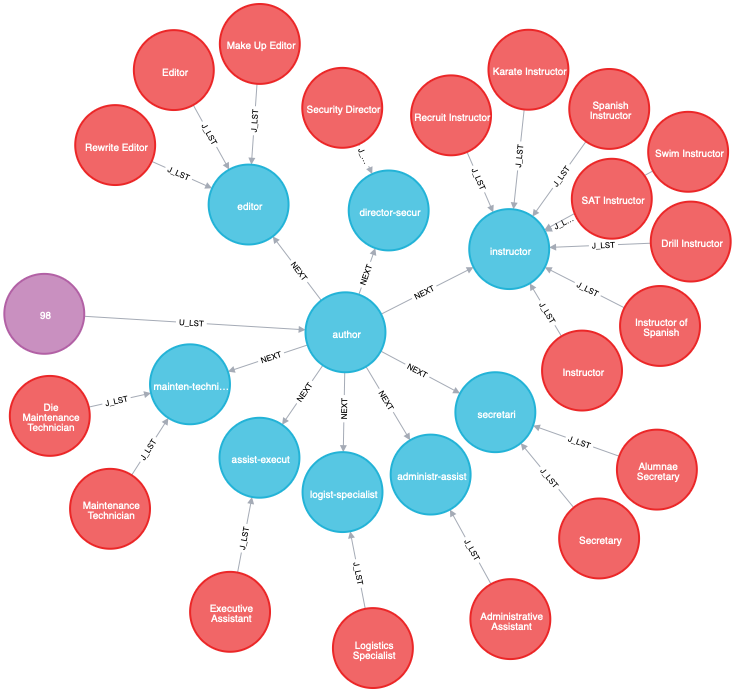 Make Up Editor
Editor
Rewrite Editor
J_LST
J_LST
J_LST
editor
Security Director
J_...
director-secur
Karate Instructor
Recruit Instructor
Spanish
Instructor
Swim Instructor
SAT Instructor
Drill Instructor
J_LST
J_LST
J_LST
J_L...
J_LST
instructor
J_LST
Instructor of
Spanish
J_LST
Instructor
NEXT
NEXT
NEXT
98
U_LST
author
NEXT
mainten-techni...
NEXT
secretari
Die
Maintenance
Technician
J_LST
J_LST
Maintenance
Technician
NEXT
NEXT
NEXT
assist-execut
logist-specialist
administr-assist
J_LST
Alumnae
Secretary
J_LST
Secretary
J_LST
J_LST
J_LST
Executive
Assistant
Logistics
Specialist
Administrative
Assistant